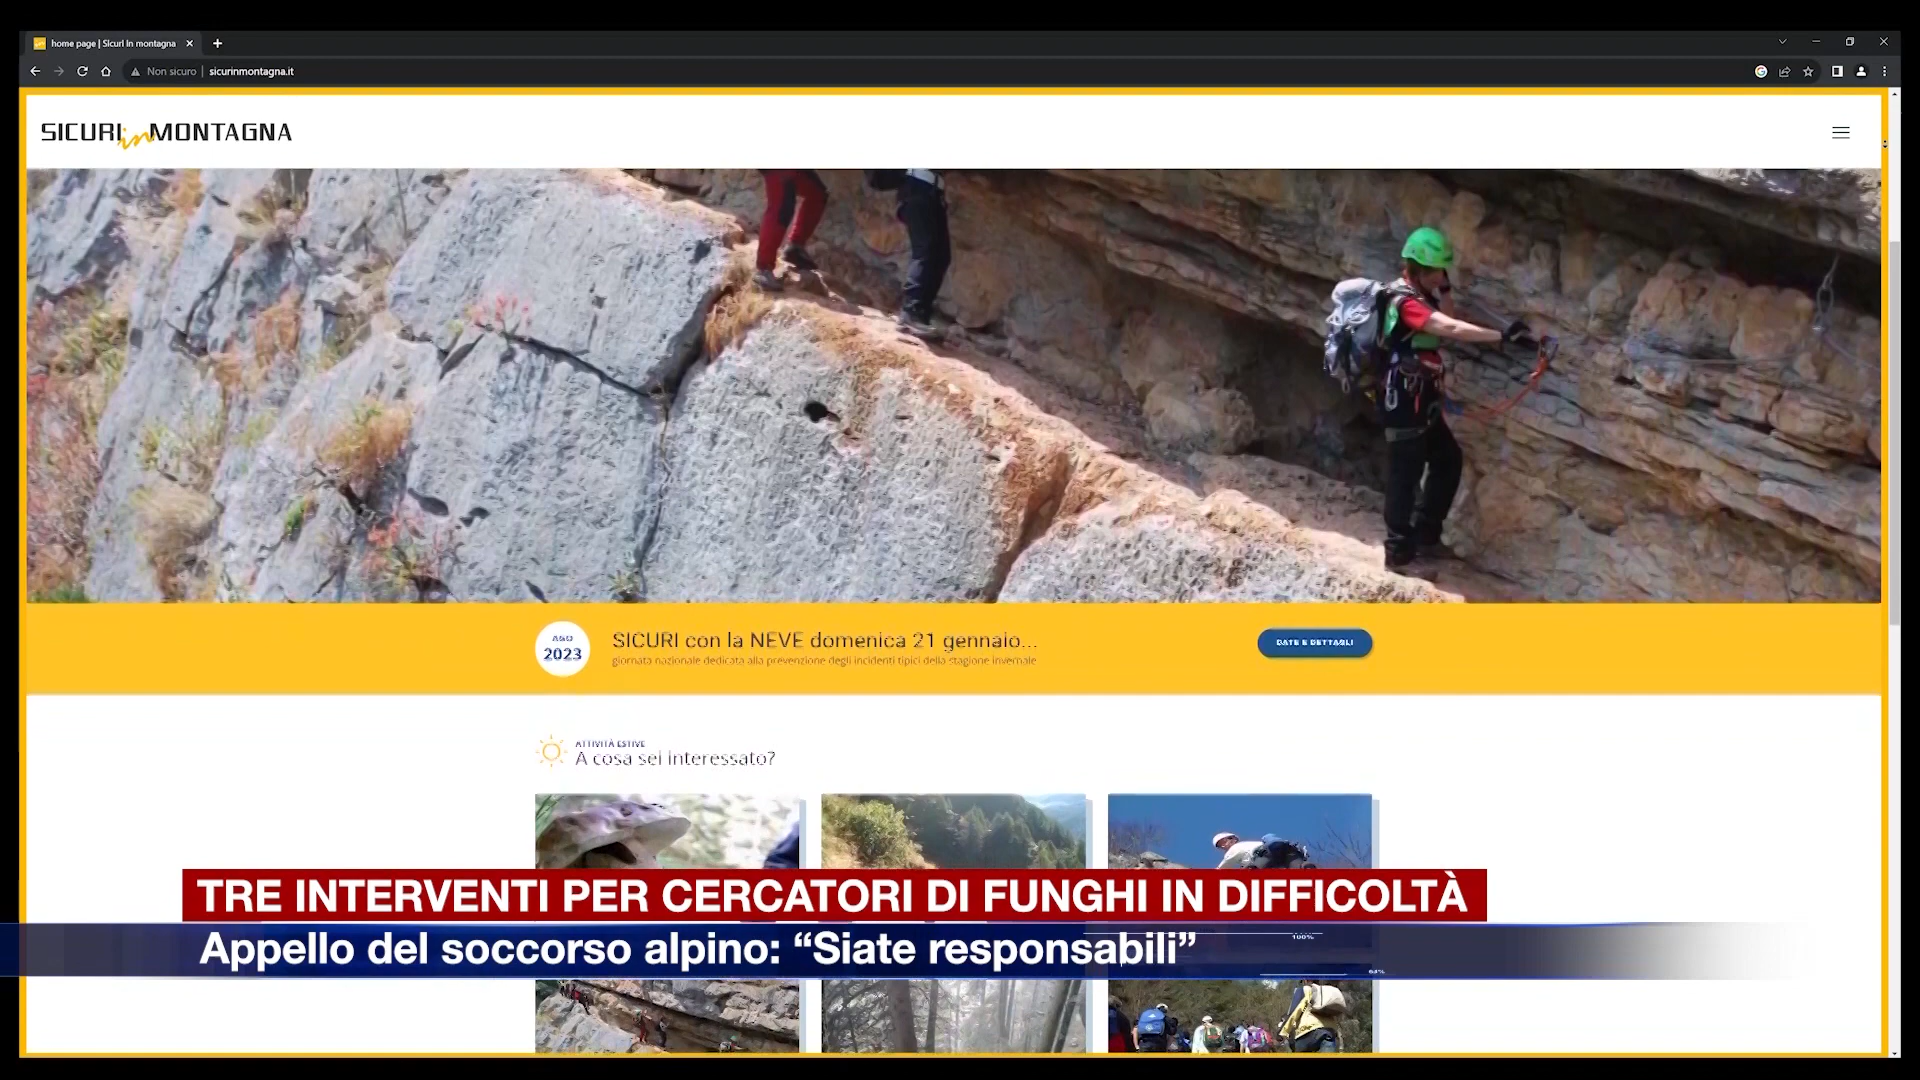 home page | Sicuri in montagna
Non sicuro | sicurinmontagna.it
SICURI in MONTAGNA
AGO
2023
SICURI con la NEVE domenica 21 gennaio...
giornata nazionale dedicata alla prevenzione degli incidenti tipici della stagione invernale
DATE E DETTAGLI
ATTIVITÀ ESTIVE
A cosa sei interessato?
TRE INTERVENTI PER CERCATORI DI FUNGHI IN DIFFICOLTÀ
100%
Appello del soccorso alpino: “Siate responsabili”